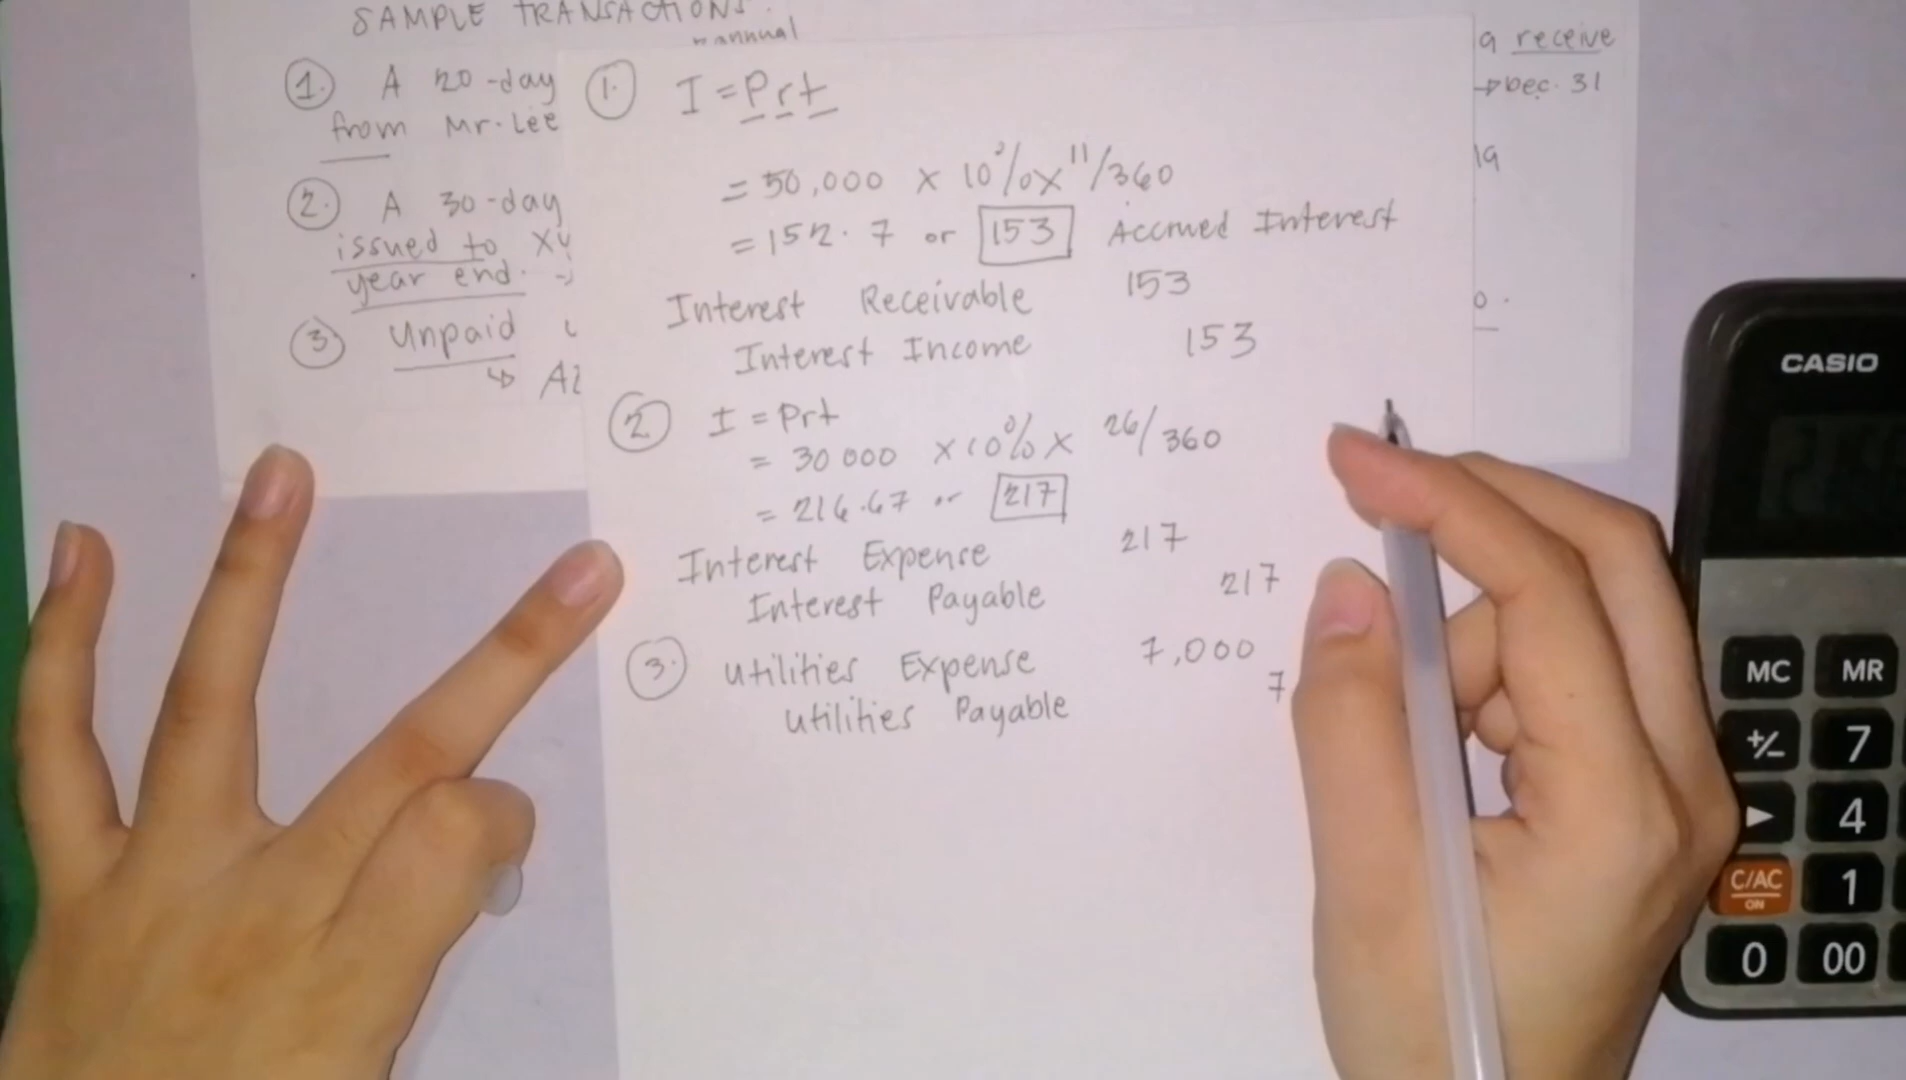 SAMPLE TRANSACTIONS
annual
1. A 20-day
from Mr. Lee
2. A 30-day
issued to XY
year end.
3 Unpaid
↳ Al
a receive
→ Dec. 31
19
0.
1. I = Prt
= 50,000 x 10% x 11/360
= 152.7 or 153 Accrued Interest
Interest Receivable 153
Interest Income 153
2 I = Prt
= 30 000 x 10% x 26/360
= 216.67 or 217
Interest Expense 217
Interest Payable 217
3. Utilities Expense 7,000
Utilities Payable 7
CASIO
MC MR
+/- 7
▶ 4
C/AC ON 1
0 00